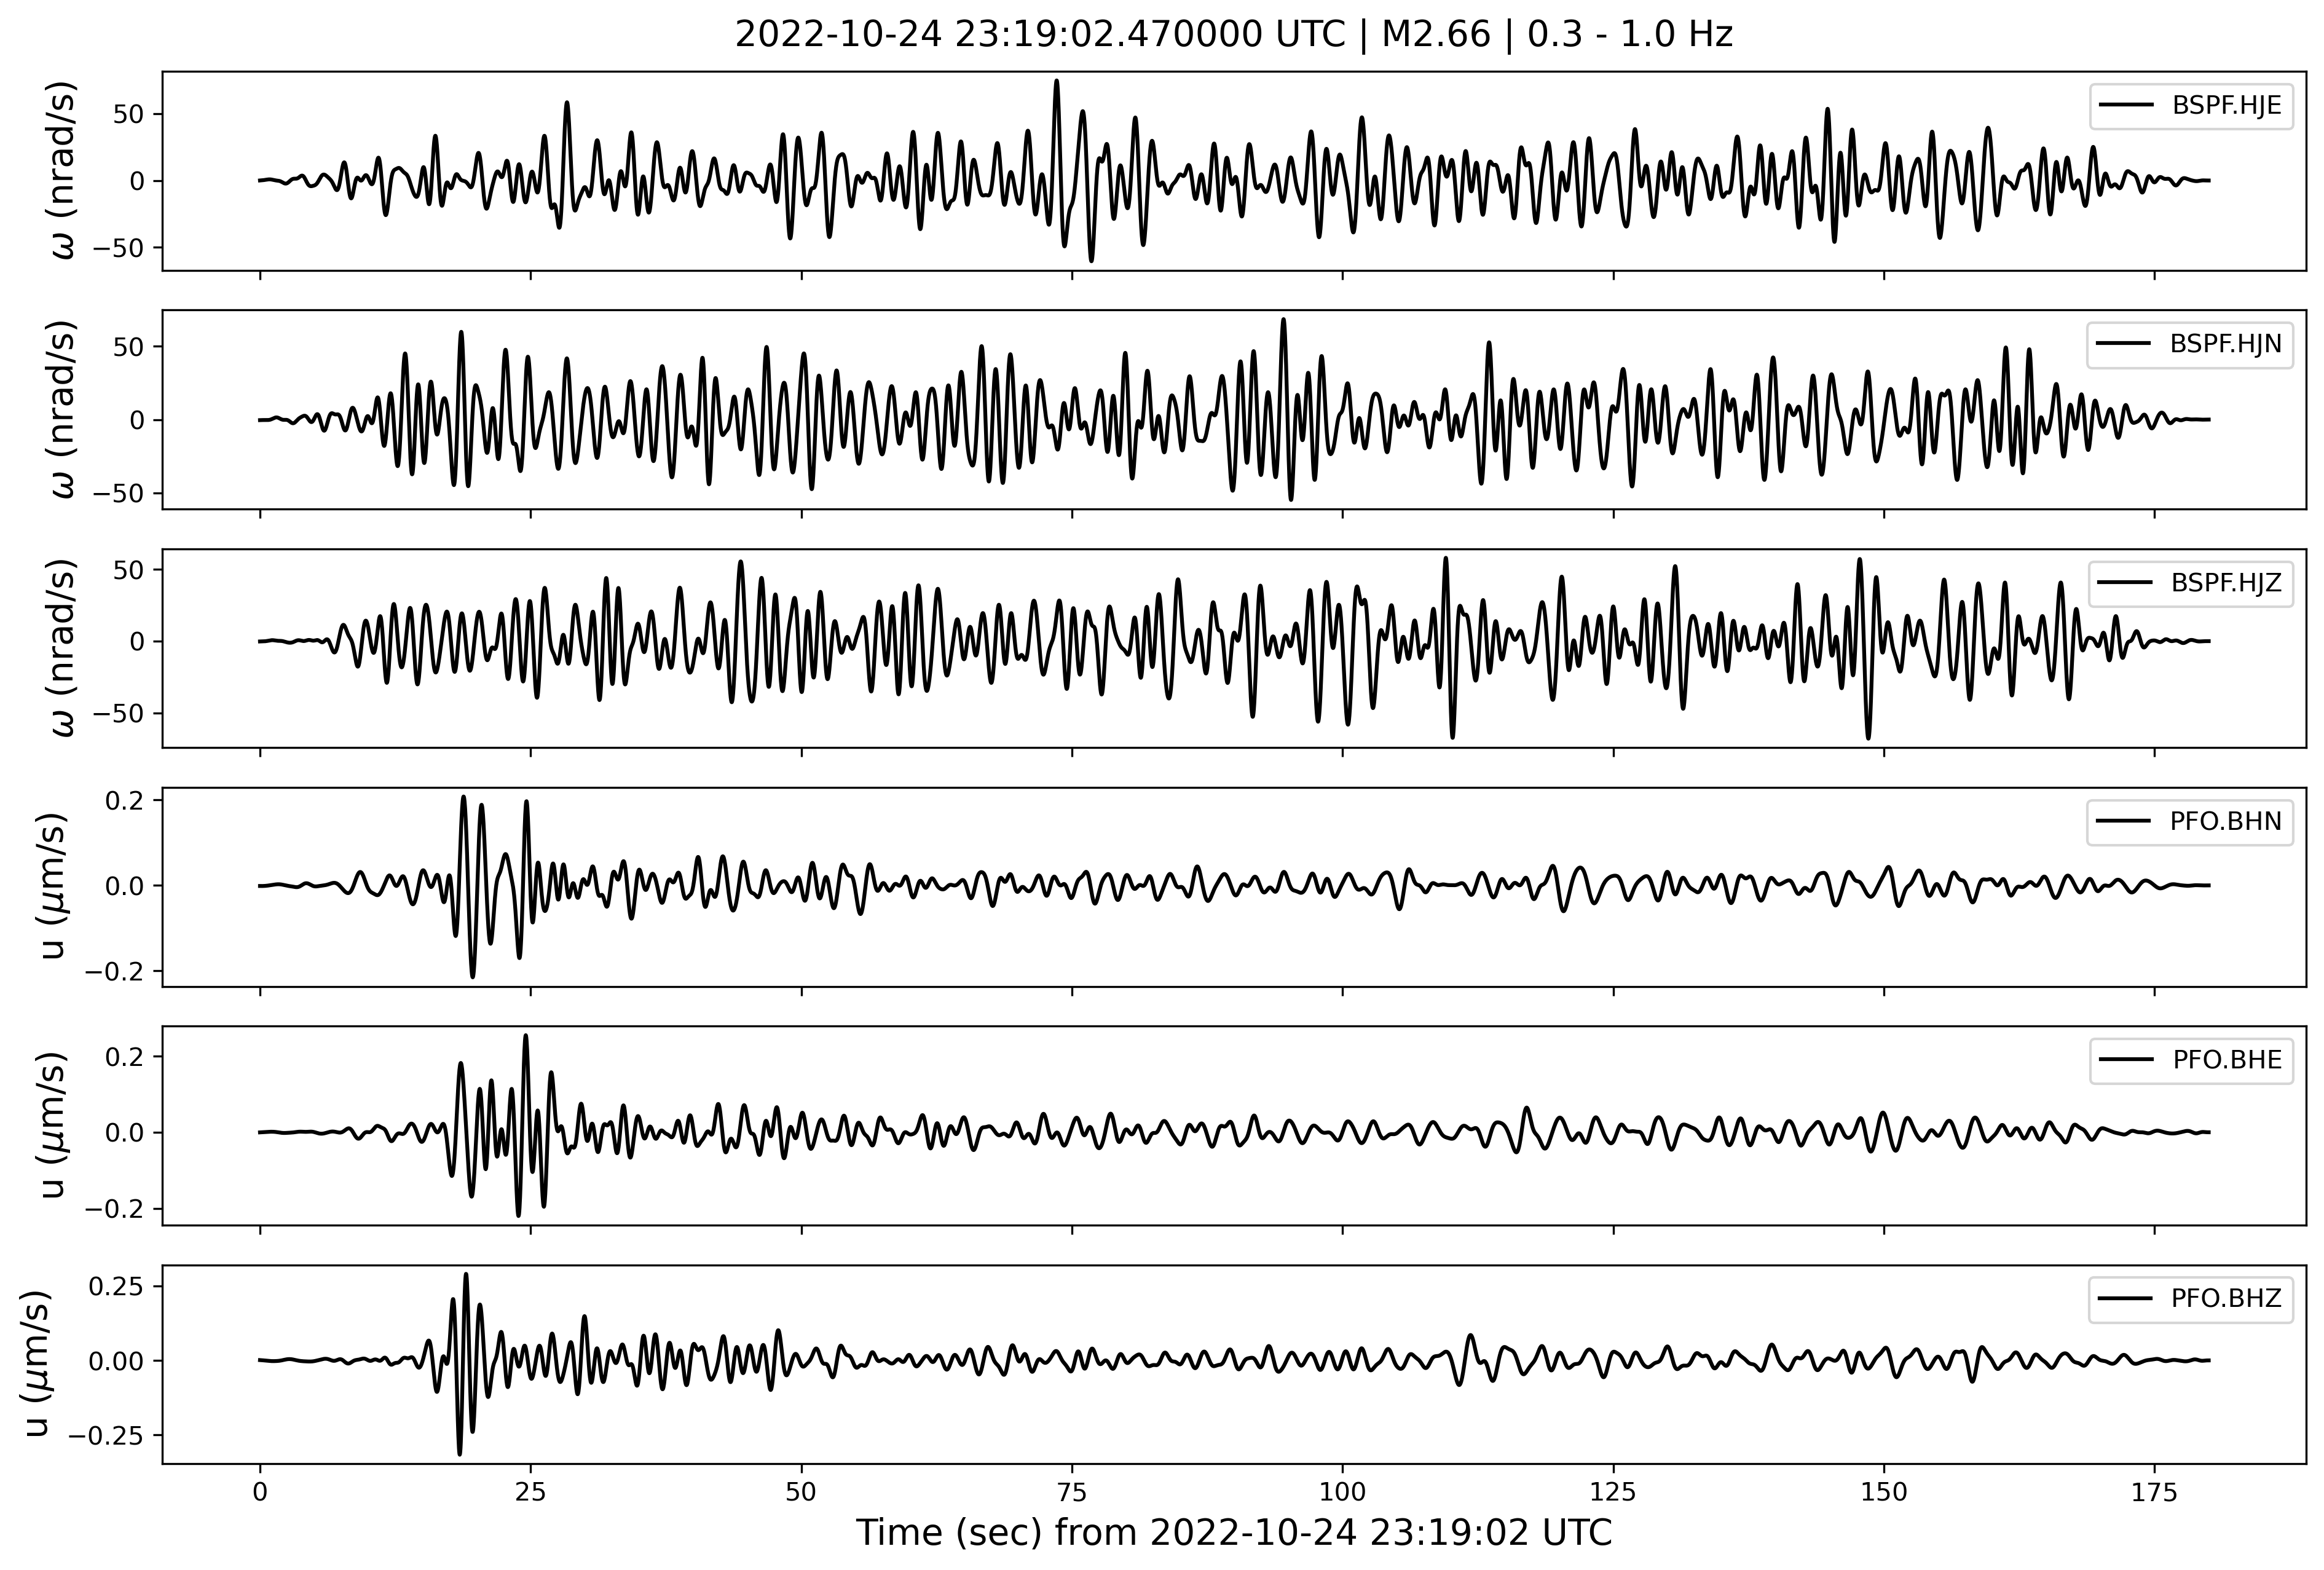 2022-10-24 23:19:02.470000 UTC | M2.66 | 0.3 - 1.0 Hz
ω (nrad/s)
50
0
−50
BSPF.HJE
ω (nrad/s)
50
0
−50
BSPF.HJN
ω (nrad/s)
50
0
−50
BSPF.HJZ
u (μm/s)
0.2
0.0
−0.2
PFO.BHN
u (μm/s)
0.2
0.0
−0.2
PFO.BHE
u (μm/s)
0.25
0.00
−0.25
PFO.BHZ
0 25 50 75 100 125 150 175
Time (sec) from 2022-10-24 23:19:02 UTC